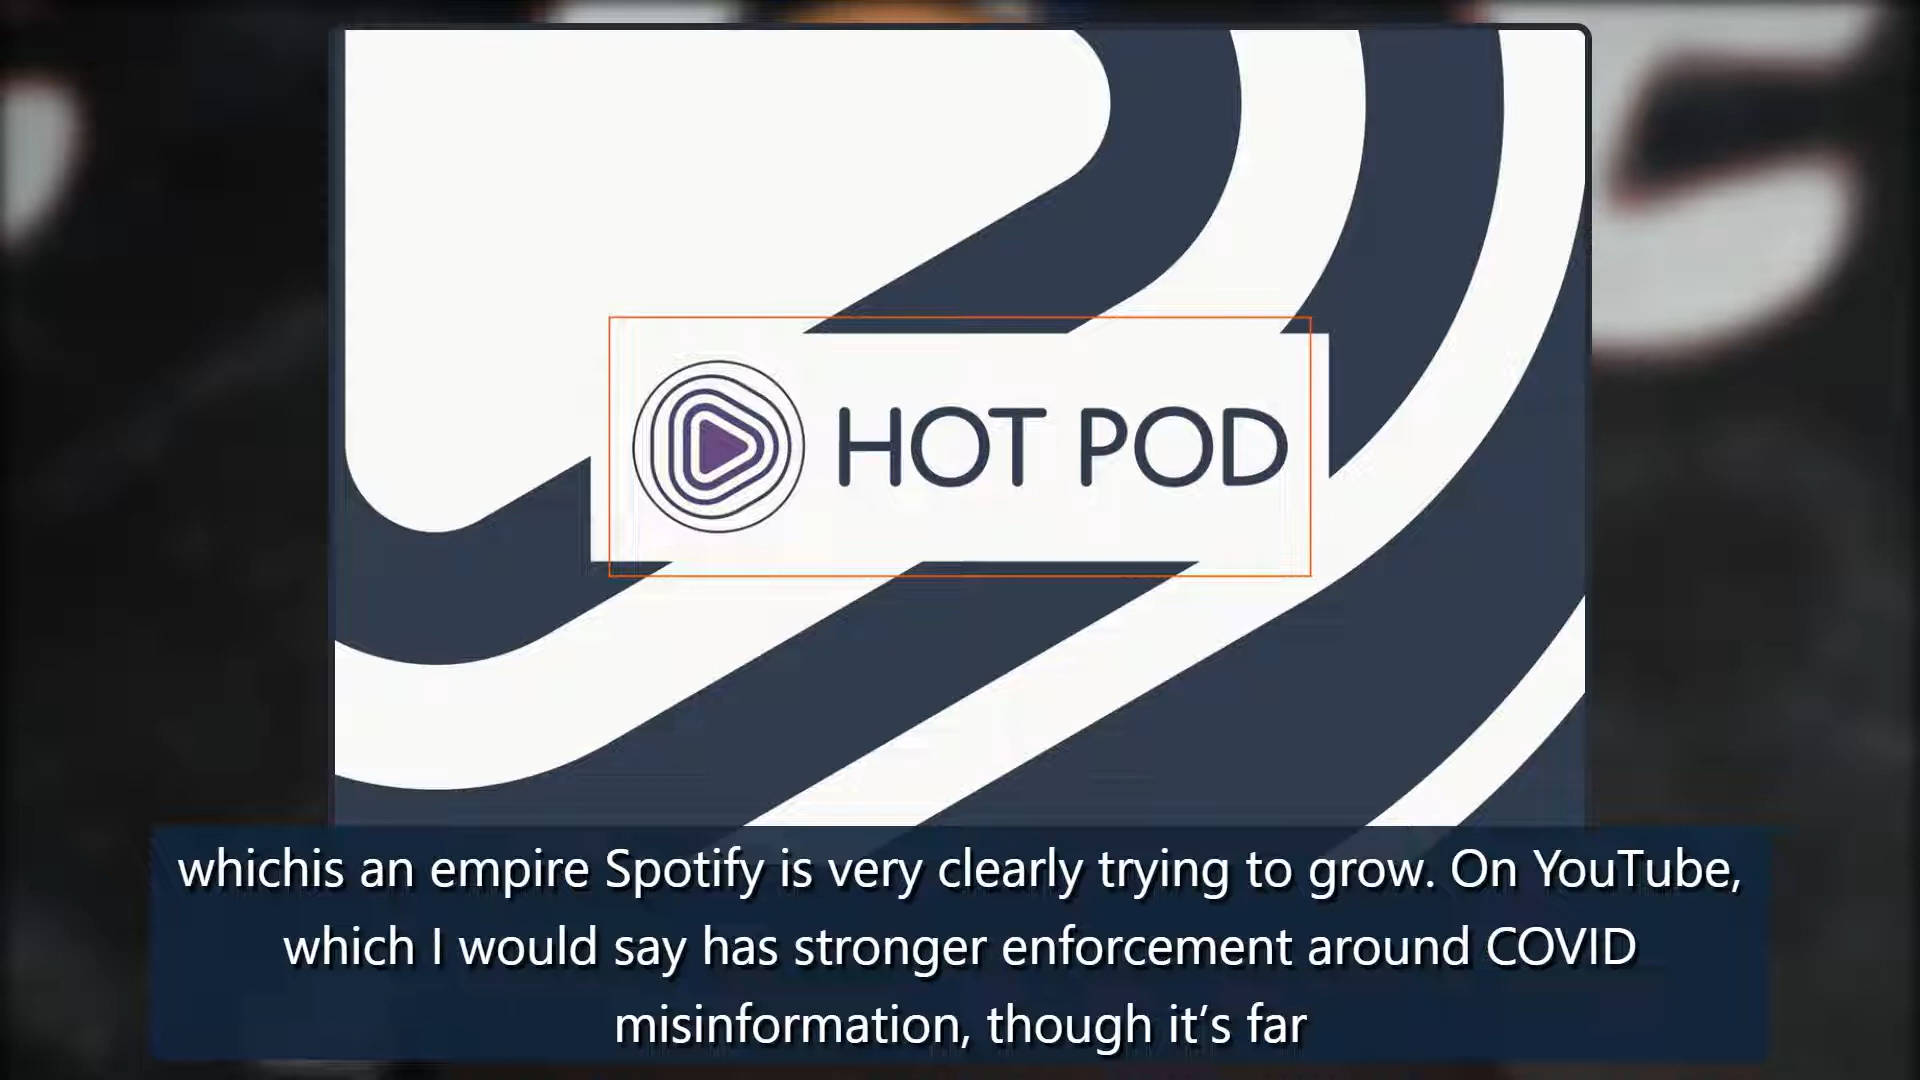 HOT POD
whichis an empire Spotify is very clearly trying to grow. On YouTube,
which I would say has stronger enforcement around COVID
misinformation, though it’s far